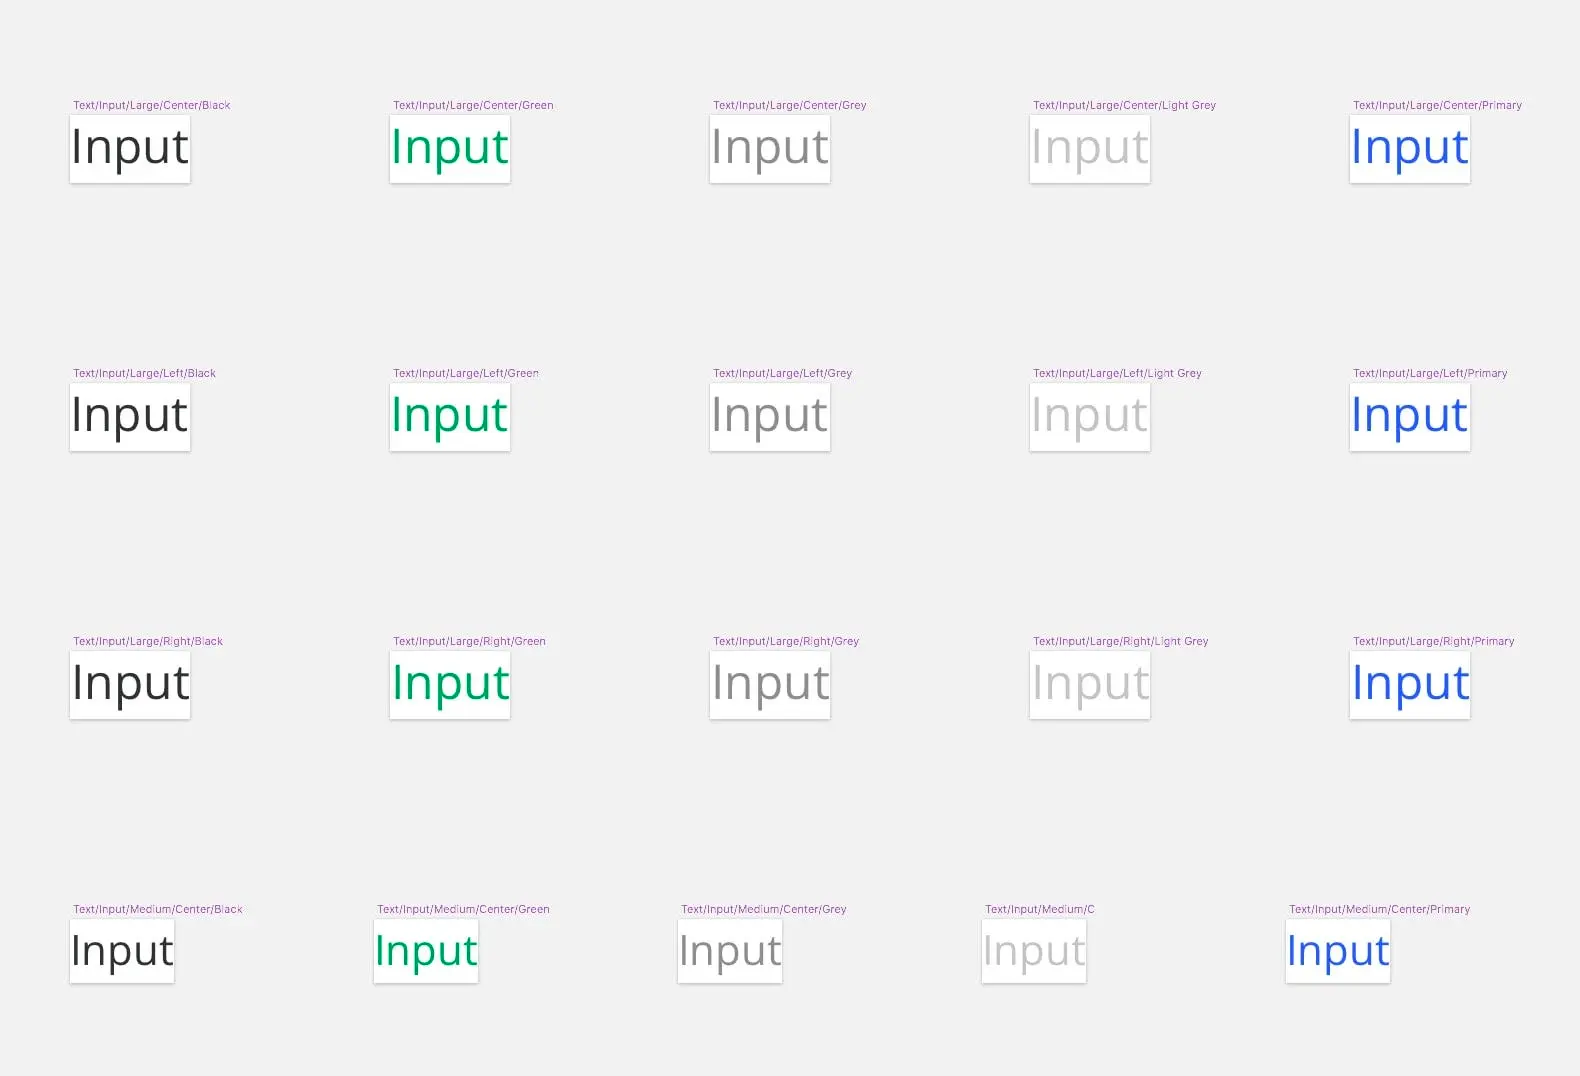 Text/Input/Large/Center/Black
Text/Input/Large/Center/Green
Text/Input/Large/Center/Grey
Text/Input/Large/Center/Light Grey
Text/Input/Large/Center/Primary
Input
Input
Input
Input
Input
Text/Input/Large/Left/Black
Text/Input/Large/Left/Green
Text/Input/Large/Left/Grey
Text/Input/Large/Left/Light Grey
Text/Input/Large/Left/Primary
Input
Input
Input
Input
Input
Text/Input/Large/Right/Black
Text/Input/Large/Right/Green
Text/Input/Large/Right/Grey
Text/Input/Large/Right/Light Grey
Text/Input/Large/Right/Primary
Input
Input
Input
Input
Input
Text/Input/Medium/Center/Black
Text/Input/Medium/Center/Green
Text/Input/Medium/Center/Grey
Text/Input/Medium/C
Text/Input/Medium/Center/Primary
Input
Input
Input
Input
Input